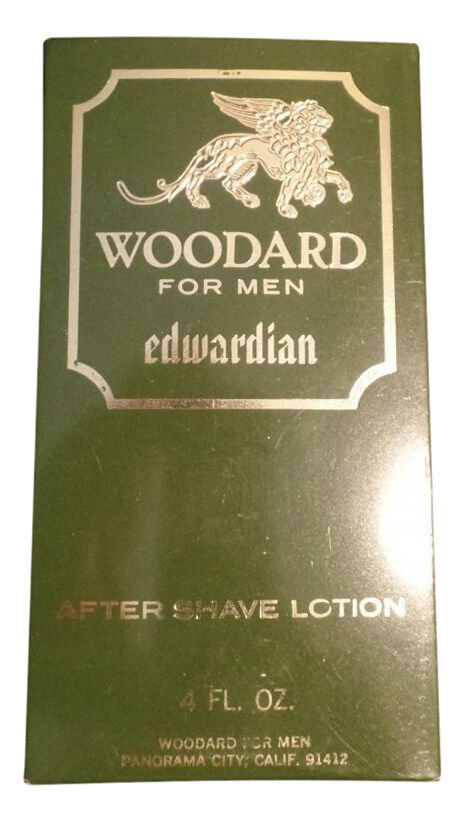 WOODARD
FOR MEN
edwardian
AFTER SHAVE LOTION
4 FL. OZ.
WOODARD FOR MEN
PANORAMA CITY, CALIF. 91412